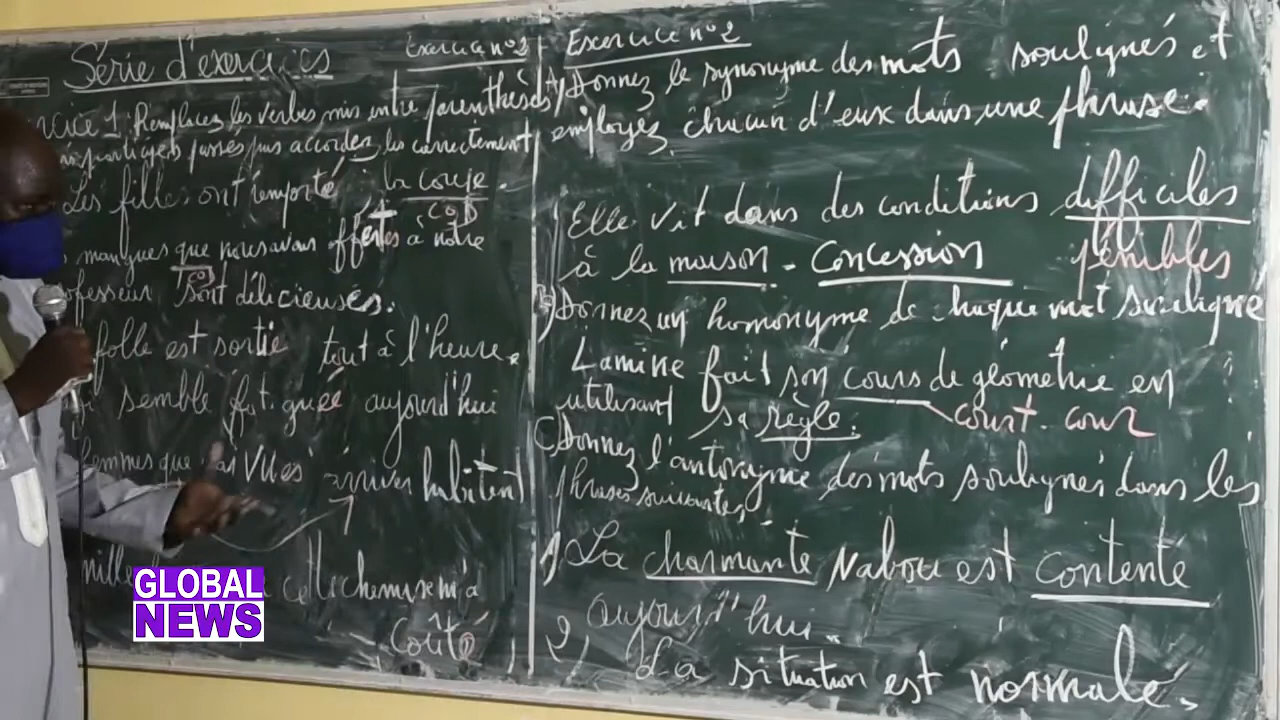 Série d'exercices
Exercice n°1
Exercice 1: Remplacez les verbes mis entre parenthèses
participes passés puis accordez les correctement
Les filles ont emporté la coupe.
COD
mangues que nous avons offertes à notre
COD
professeur sont délicieuses.
folle est sortie tout à l'heure.
semble fatiguée aujourd'hui
femmes que j'ai vues arriver habitent
mille cette chemise m'a
coûté
Exercice n°2
A) Donnez le synonyme des mots soulignés et
employez chacun d'eux dans une phrase.
Elle vit dans des conditions difficiles
à la maison - Concession pénibles
B) Donnez un homonyme de chaque mot souligné
Lamine fait son cours de géométrie en
utilisant sa règle. court - cour
C) Donnez l'antonyme des mots soulignés dans les
phrases suivantes.
1) La charmante Nabou est contente
aujourd'hui.
2) La situation est normale.
GLOBAL
NEWS